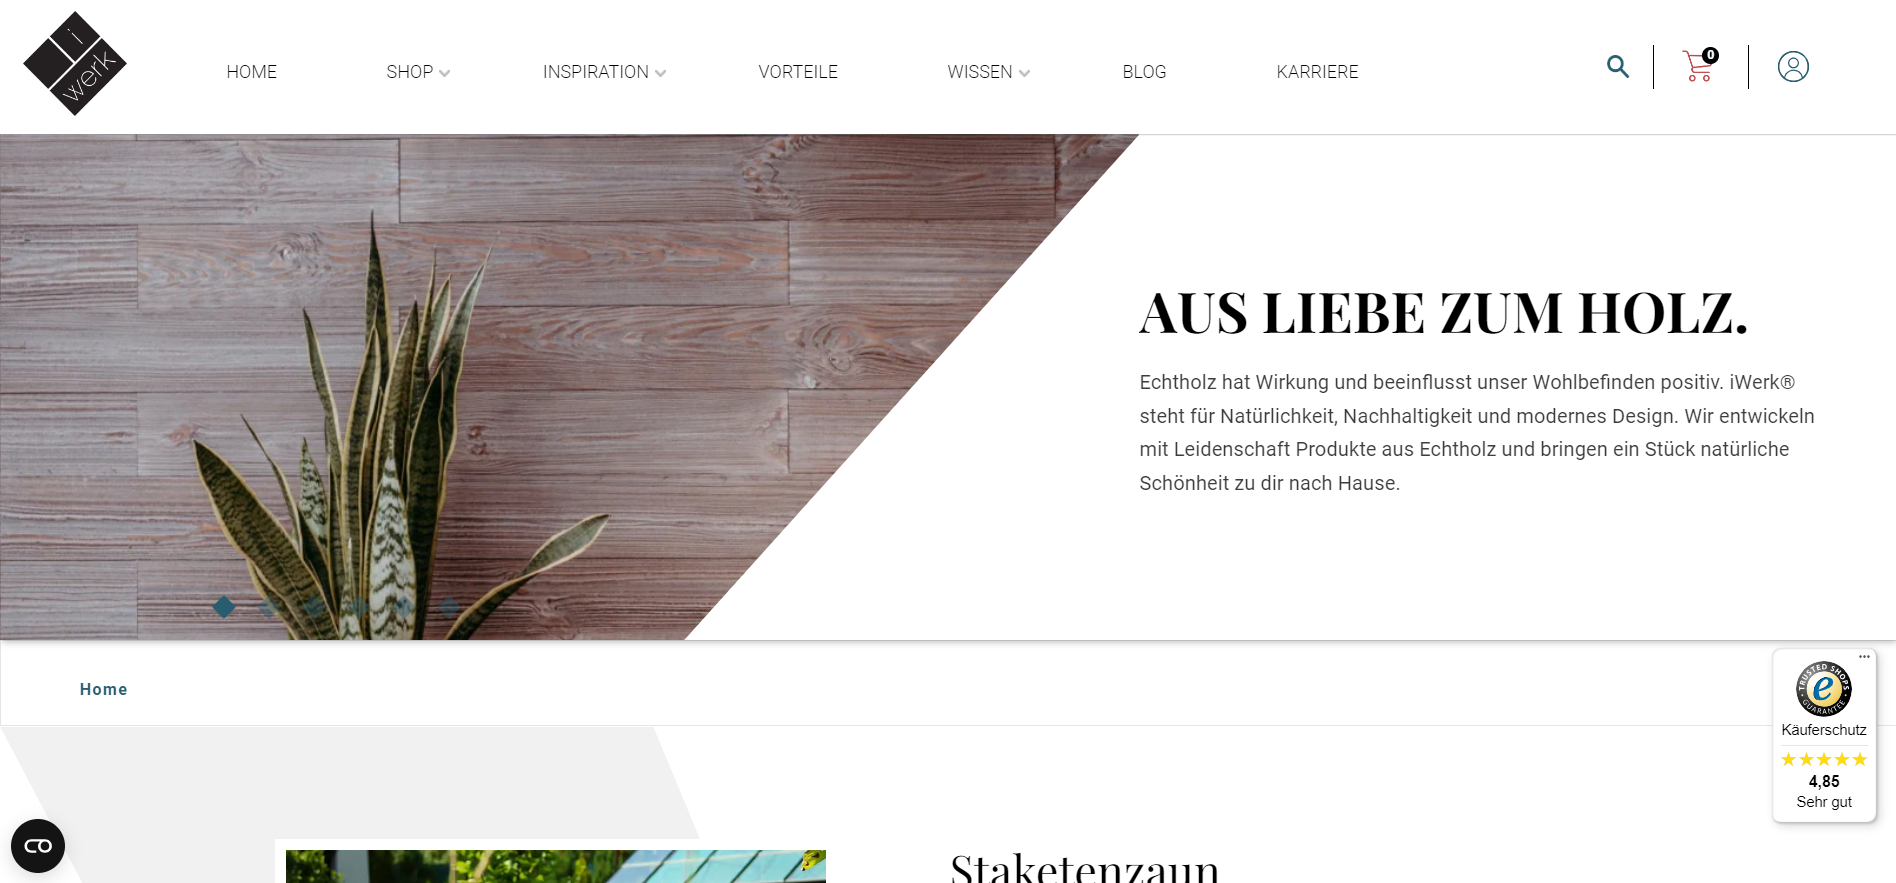 i
werk
HOME
SHOP
INSPIRATION
VORTEILE
WISSEN
BLOG
KARRIERE
0
AUS LIEBE ZUM HOLZ.
Echtholz hat Wirkung und beeinflusst unser Wohlbefinden positiv. iWerk®
steht für Natürlichkeit, Nachhaltigkeit und modernes Design. Wir entwickeln
mit Leidenschaft Produkte aus Echtholz und bringen ein Stück natürliche
Schönheit zu dir nach Hause.
Home
TRUSTED SHOPS
GUARANTEE
e
Käuferschutz
4,85
Sehr gut
Staketenzaun